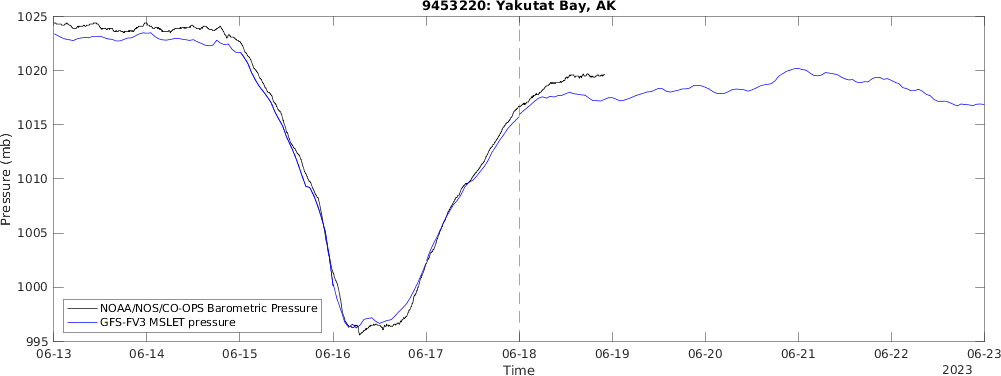 9453220: Yakutat Bay, AK
1025
1020
1015
1010
1005
1000
995
Pressure (mb)
NOAA/NOS/CO-OPS Barometric Pressure
GFS-FV3 MSLET pressure
06-13 06-14 06-15 06-16 06-17 06-18 06-19 06-20 06-21 06-22 06-23
Time
2023